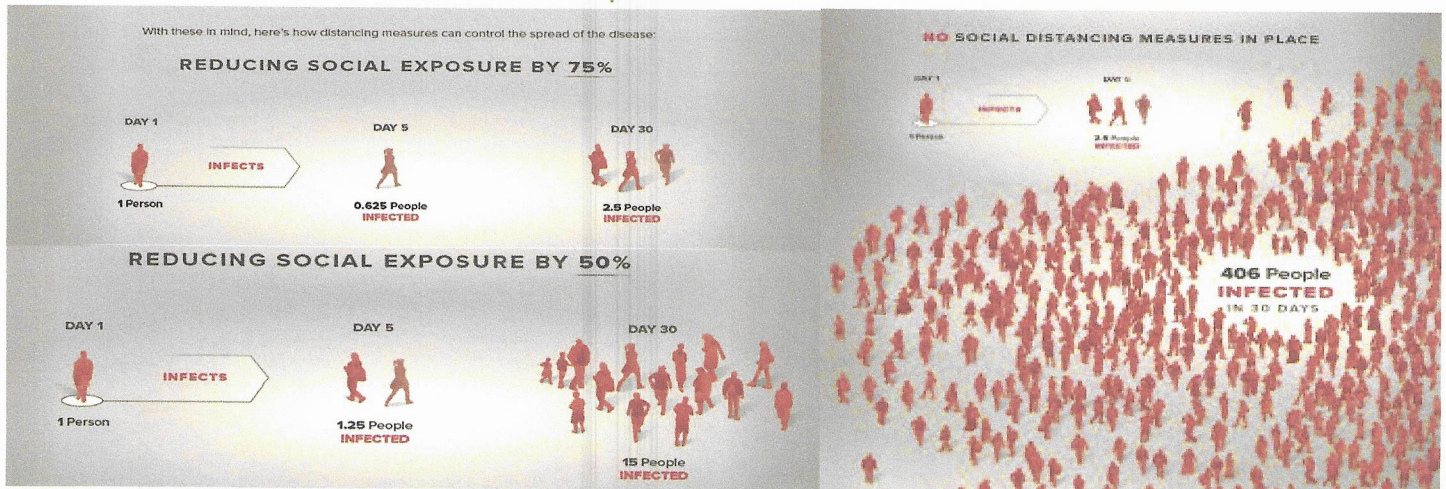 With these in mind, here's how distancing measures can control the spread of the disease:
REDUCING SOCIAL EXPOSURE BY 75%
DAY 1
DAY 5
DAY 30
INFECTS
1 Person
0.625 People
INFECTED
2.5 People
INFECTED
REDUCING SOCIAL EXPOSURE BY 50%
DAY 1
DAY 5
DAY 30
INFECTS
1 Person
1.25 People
INFECTED
15 People
INFECTED
NO SOCIAL DISTANCING MEASURES IN PLACE
DAY 1
DAY 5
INFECTS
1 Person
2.5 People
INFECTED
406 People
INFECTED
IN 30 DAYS